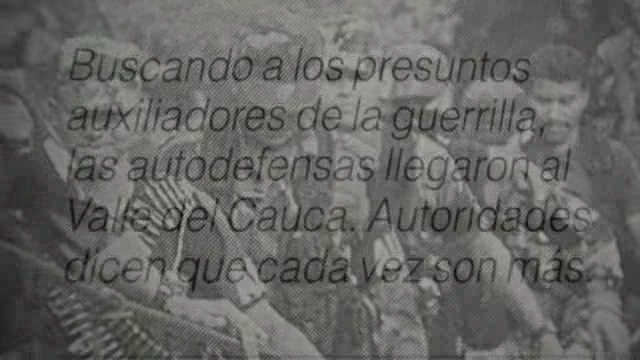 Buscando a los presuntos
auxiliadores de la guerrilla,
las autodefensas llegaron al
Valle del Cauca. Autoridades
dicen que cada vez son más.